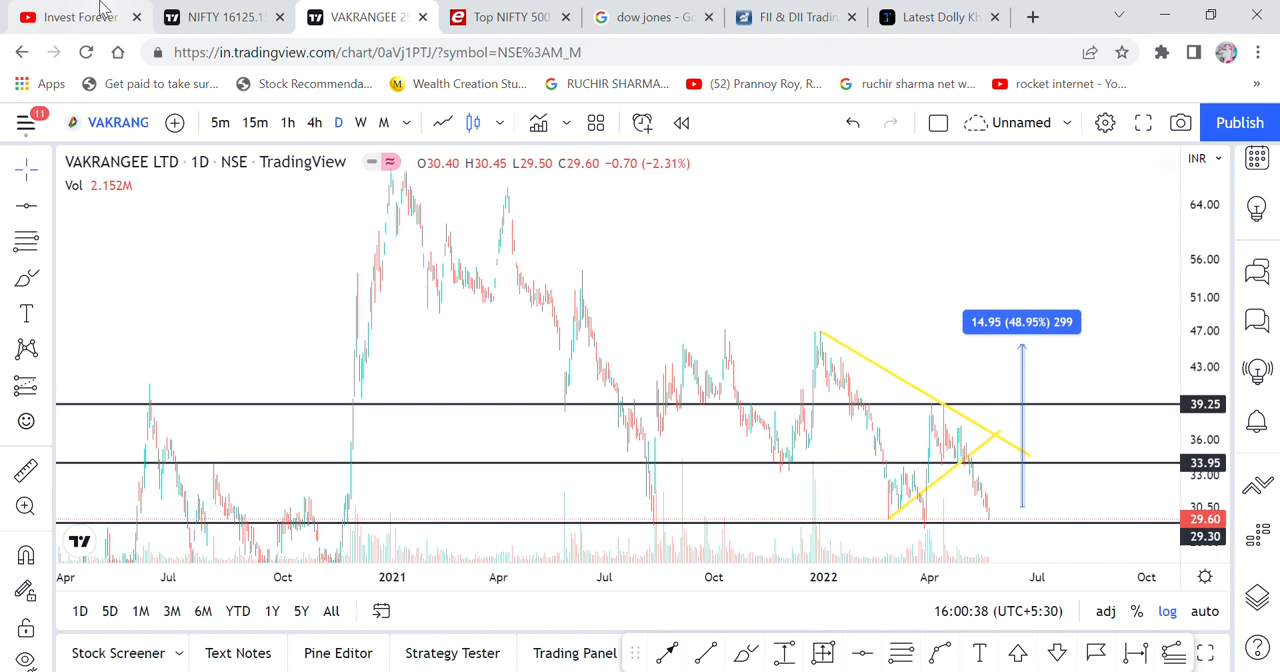 Invest Forever
NIFTY 16125.1
VAKRANGEE 29
Top NIFTY 500
dow jones - Go
FII & DII Tradin
Latest Dolly Kh
https://in.tradingview.com/chart/0aVj1PTJ/?symbol=NSE%3AM_M
Apps
Get paid to take sur...
Stock Recommenda...
Wealth Creation Stu...
RUCHIR SHARMA...
(52) Prannoy Roy, R...
ruchir sharma net w...
rocket internet - Yo...
»
11
VAKRANG
5m 15m 1h 4h D W M
Unnamed
Publish
VAKRANGEE LTD · 1D · NSE · TradingView
O30.40 H30.45 L29.50 C29.60 −0.70 (−2.31%)
INR
Vol 2.152M
64.00
56.00
51.00
14.95 (48.95%) 299
47.00
43.00
39.25
36.00
33.95
33.00
30.50
29.60
29.30
Apr Jul Oct 2021 Apr Jul Oct 2022 Apr Jul Oct
1D 5D 1M 3M 6M YTD 1Y 5Y All
16:00:38 (UTC+5:30)
adj % log auto
Stock Screener
Text Notes
Pine Editor
Strategy Tester
Trading Panel